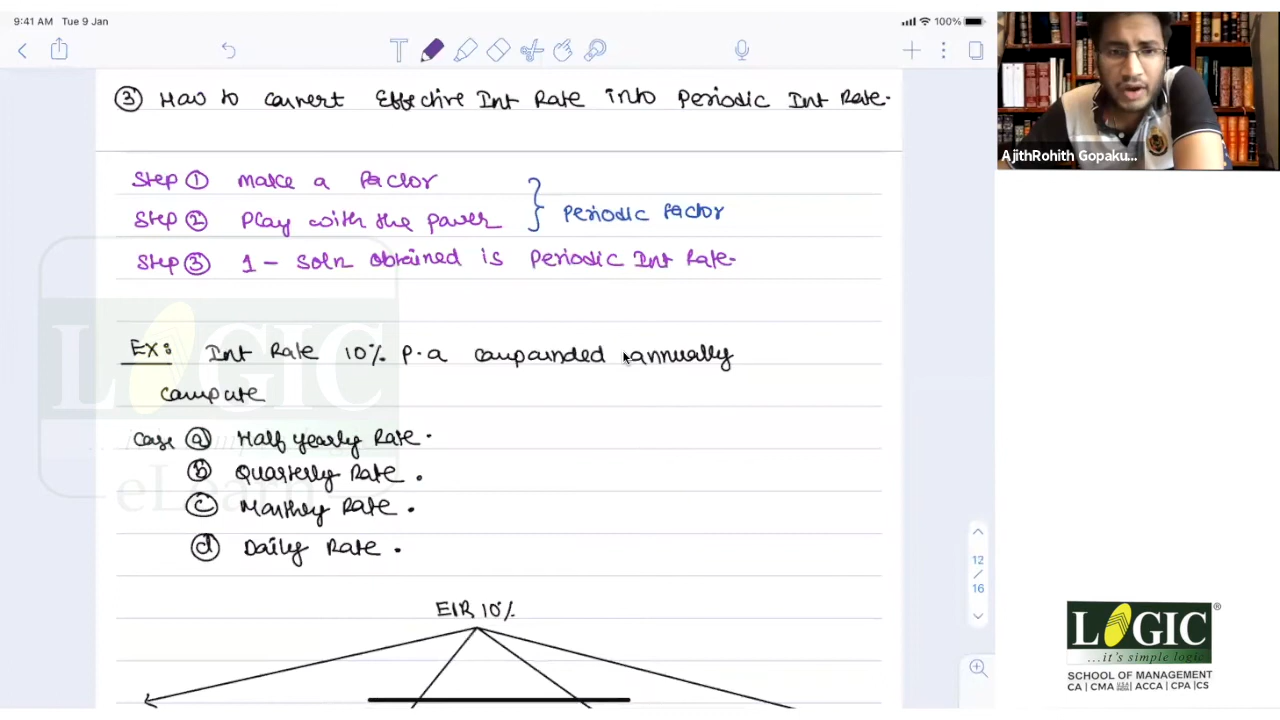 9:41 AM Tue 9 Jan
100%
③ How to convert Effective Int Rate into Periodic Int Rate.
Step ① make a factor
Step ② Play with the power } Periodic factor
Step ③ 1 - Soln obtained is Periodic Int Rate.
EX: Int Rate 10% P.a compounded annually
compute
Case ⓐ Half yearly Rate.
ⓑ Quarterly Rate.
ⓒ Monthly Rate.
ⓓ Daily Rate.
EIR 10%
12
/
16
AjithRohith Gopaku...
LOGIC
eLearn
LOGIC®
...it's simple logic
SCHOOL OF MANAGEMENT
CA | CMA | ACCA | CPA | CS